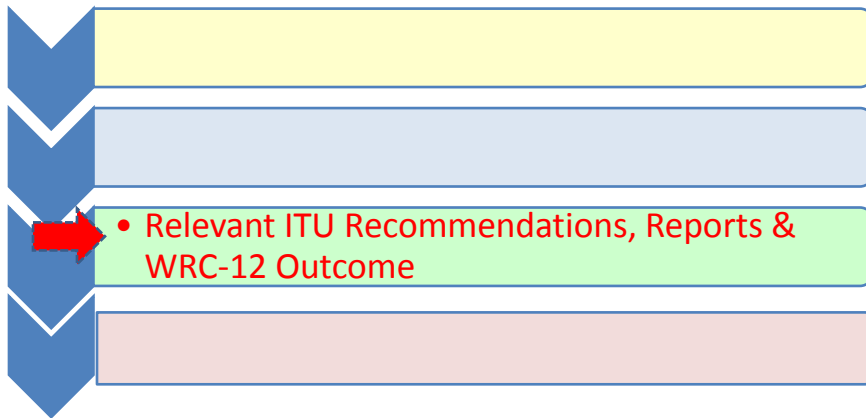 • Relevant ITU Recommendations, Reports &
WRC-12 Outcome